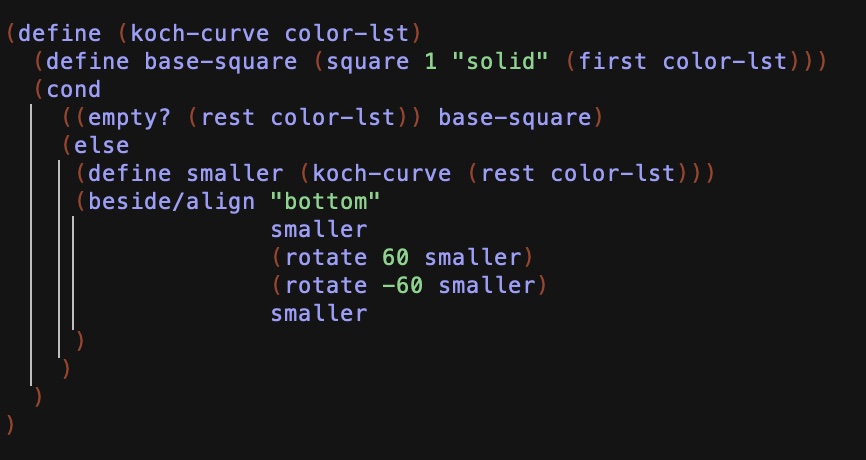 (define (koch-curve color-lst)
  (define base-square (square 1 "solid" (first color-lst)))
  (cond
    ((empty? (rest color-lst)) base-square)
    (else
     (define smaller (koch-curve (rest color-lst)))
     (beside/align "bottom"
                   smaller
                   (rotate 60 smaller)
                   (rotate -60 smaller)
                   smaller
     )
    )
  )
)